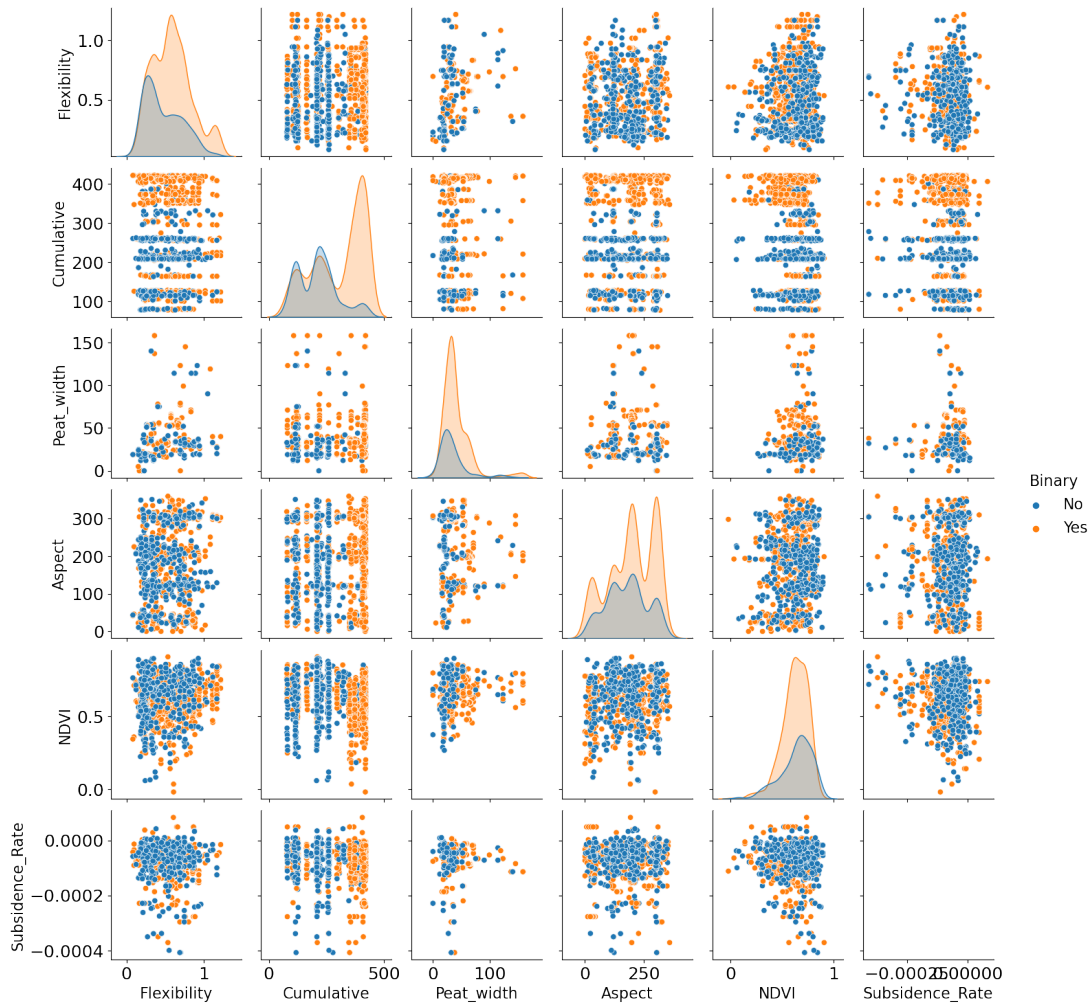 Flexibility
1.0
0.5
Cumulative
400
300
200
100
Peat_width
150
100
50
0
Binary
No
Yes
Aspect
300
200
100
0
NDVI
0.5
0.0
Subsidence_Rate
0.0000
−0.0002
−0.0004
0
1
0
500
0
100
0
250
0
1
Flexibility
Cumulative
Peat_width
Aspect
NDVI
Subsidence_Rate